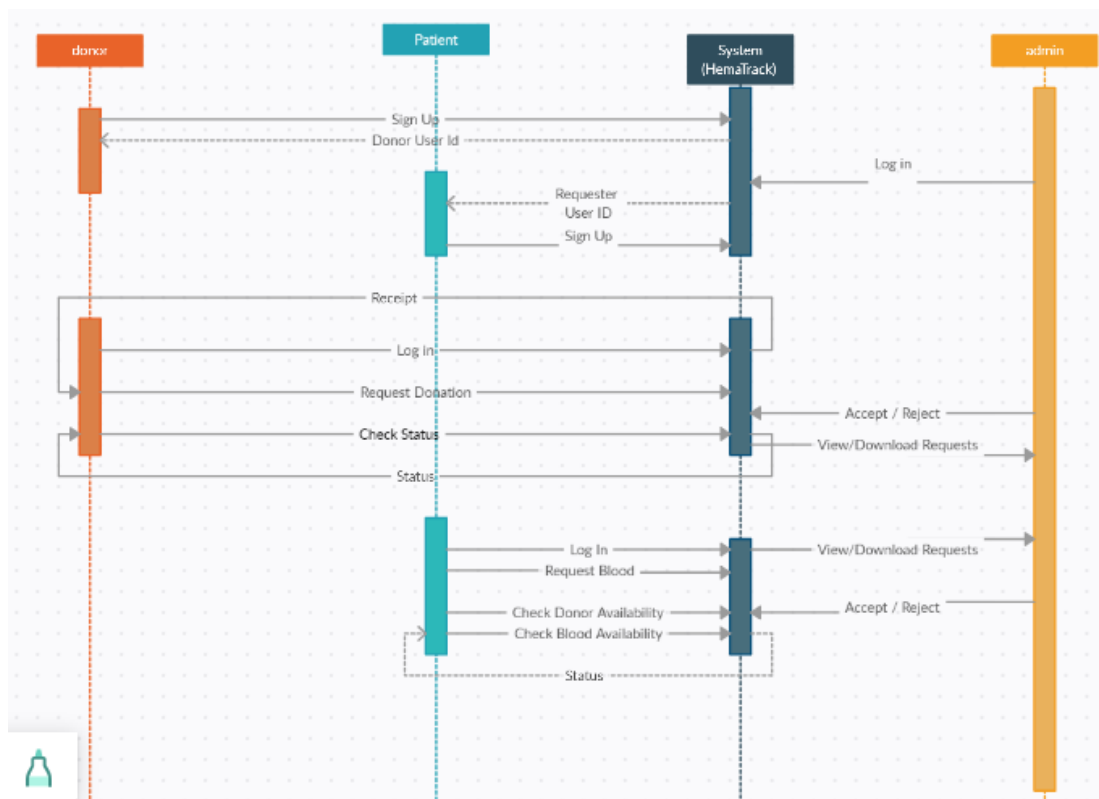 donor
Patient
System
(HemaTrack)
admin
Sign Up
Donor User Id
Log in
Requester
User ID
Sign Up
Receipt
Log in
Request Donation
Accept / Reject
Check Status
View/Download Requests
Status
Log In
View/Download Requests
Request Blood
Check Donor Availability
Accept / Reject
Check Blood Availability
Status